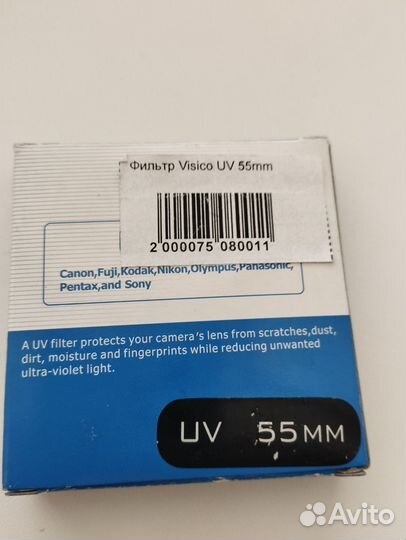 Фильтр Visico UV 55mm
2 000075 080011
Canon,Fuji,Kodak,Nikon,Olympus,Panasonic,
Pentax,and Sony
A UV filter protects your camera's lens from scratches,dust,
dirt, moisture and fingerprints while reducing unwanted
ultra-violet light.
UV 55MM
Avito